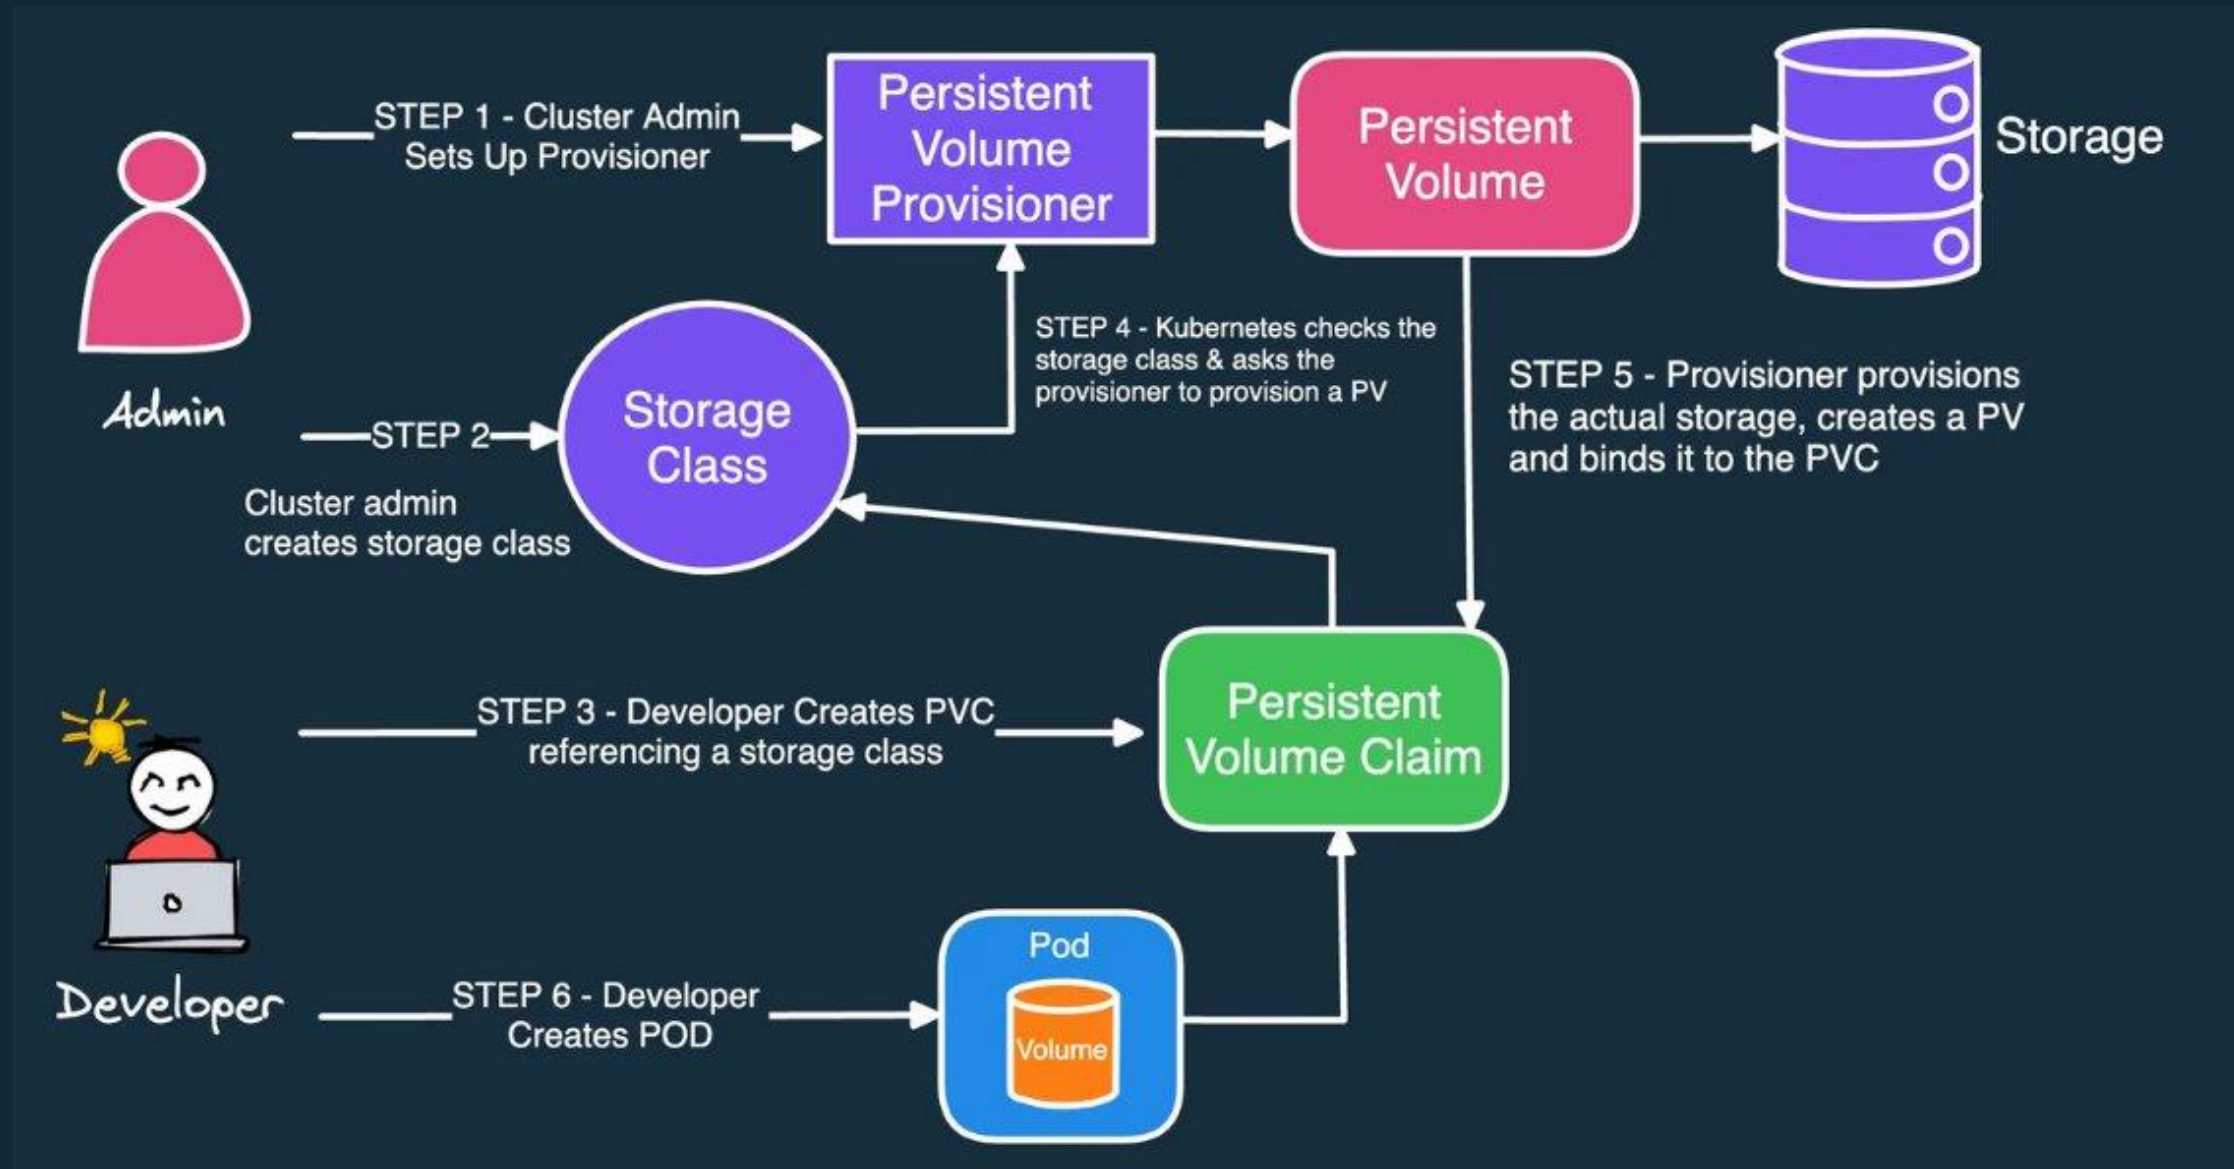 STEP 1 - Cluster Admin
Sets Up Provisioner
Persistent
Volume
Provisioner
Persistent
Volume
Storage
Admin
STEP 2
Cluster admin
creates storage class
Storage
Class
STEP 4 - Kubernetes checks the
storage class & asks the
provisioner to provision a PV
STEP 5 - Provisioner provisions
the actual storage, creates a PV
and binds it to the PVC
STEP 3 - Developer Creates PVC
referencing a storage class
Persistent
Volume Claim
Developer
STEP 6 - Developer
Creates POD
Pod
Volume